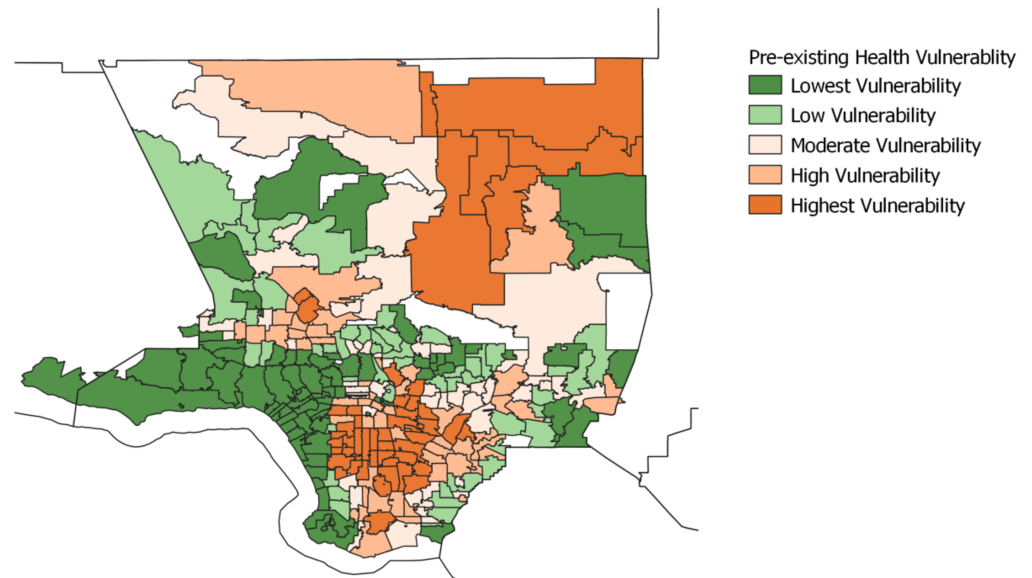 Pre-existing Health Vulnerablity
Lowest Vulnerability
Low Vulnerability
Moderate Vulnerability
High Vulnerability
Highest Vulnerability